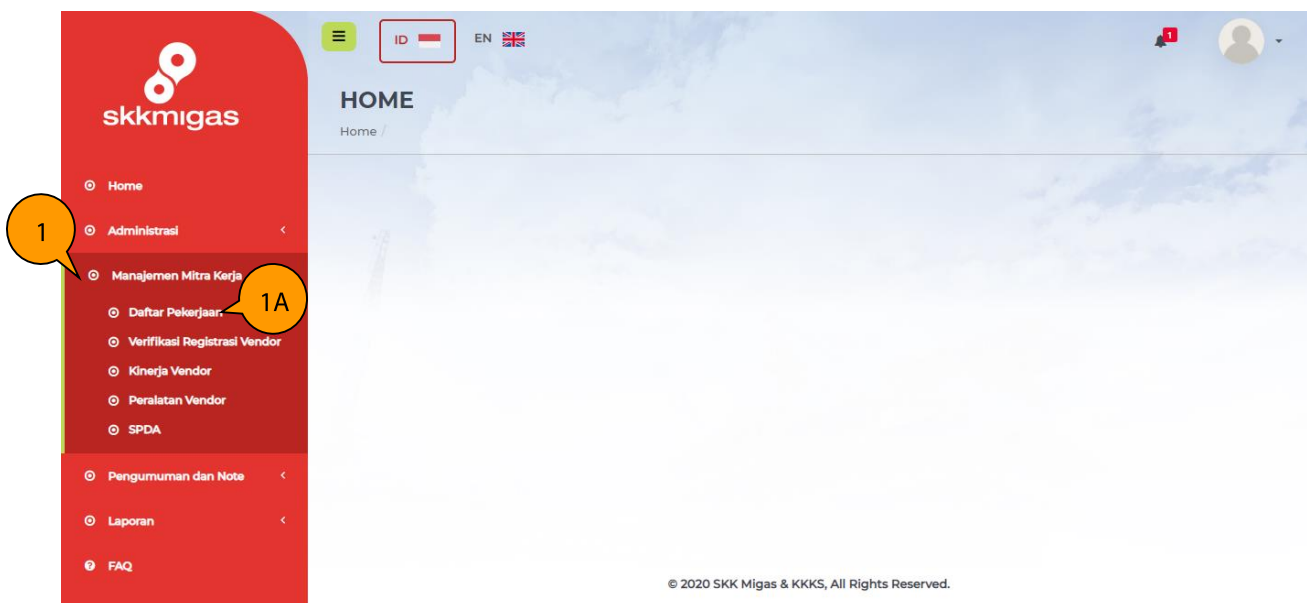 skkmigas
ID
EN
1
HOME
Home /
Home
Administrasi
1
Manajemen Mitra Kerja
1A
Daftar Pekerjaan
Verifikasi Registrasi Vendor
Kinerja Vendor
Peralatan Vendor
SPDA
Pengumuman dan Note
Laporan
FAQ
© 2020 SKK Migas & KKKS, All Rights Reserved.